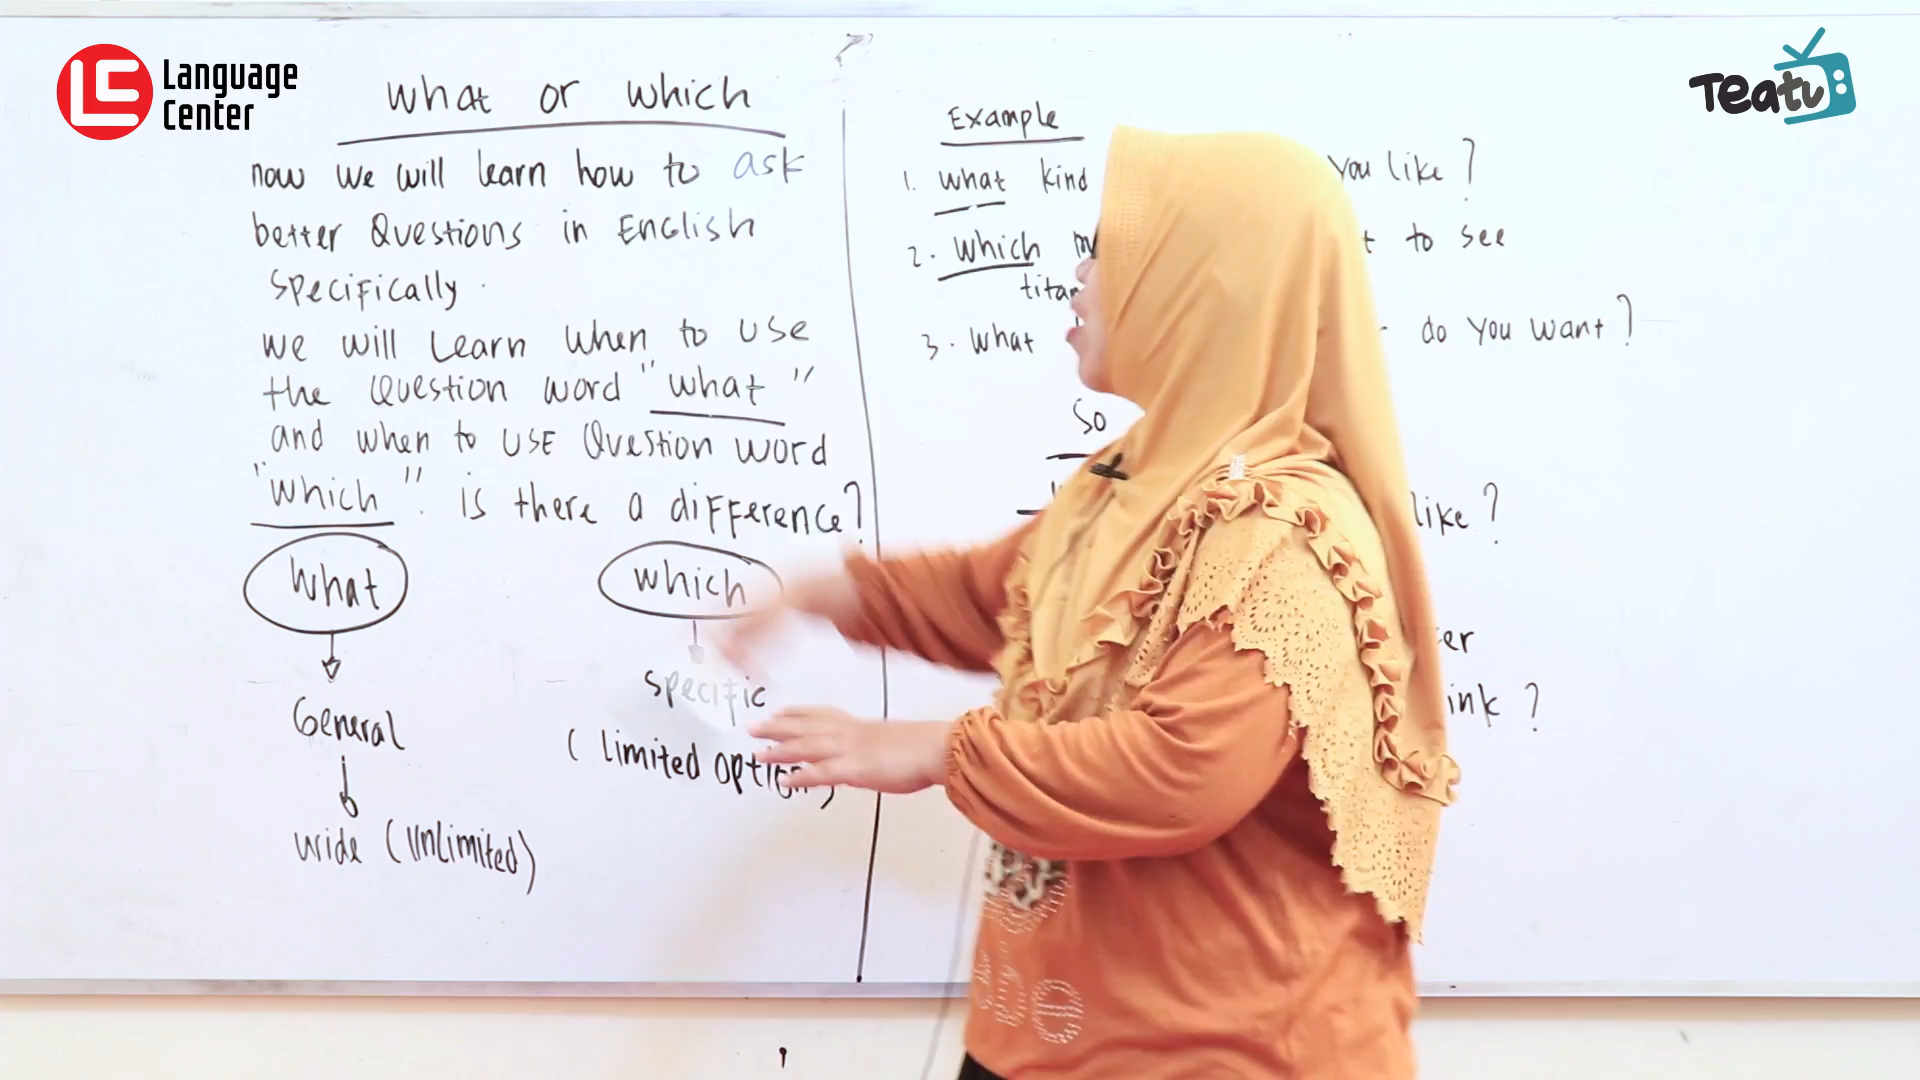 Language
Center
Teatv
what or which
now we will learn how to ask
better Questions in English
specifically.
we will learn when to use
the Question word "what"
and when to use Question word
"which". is there a difference?
what
which
General
specific
wide (unlimited)
( limited option)
Example
1. what kind you like?
2. which to see
3. what do you want?
so
like?